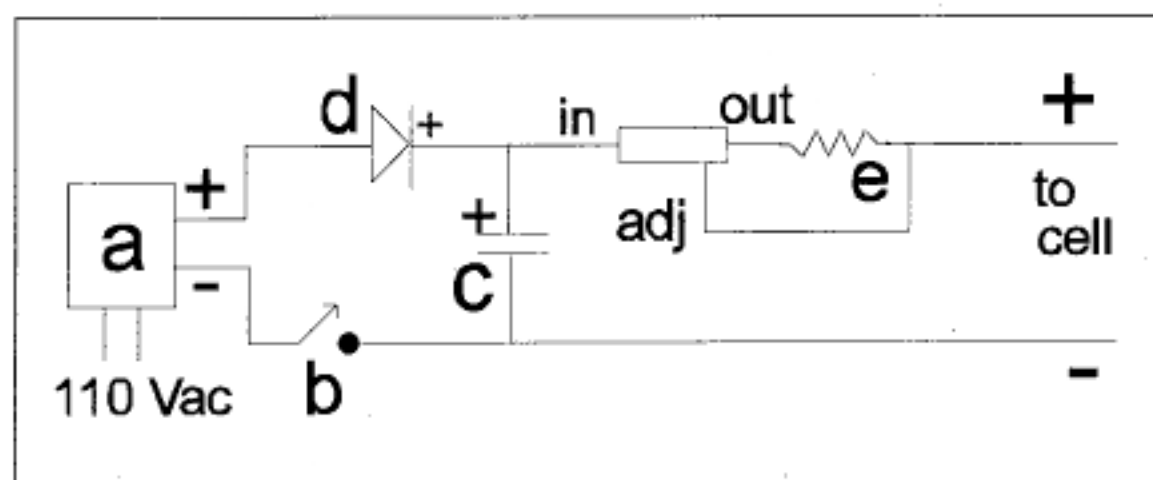 d
+
in
out
+
+
a
-
+
c
adj
e
to
cell
b
-
110 Vac